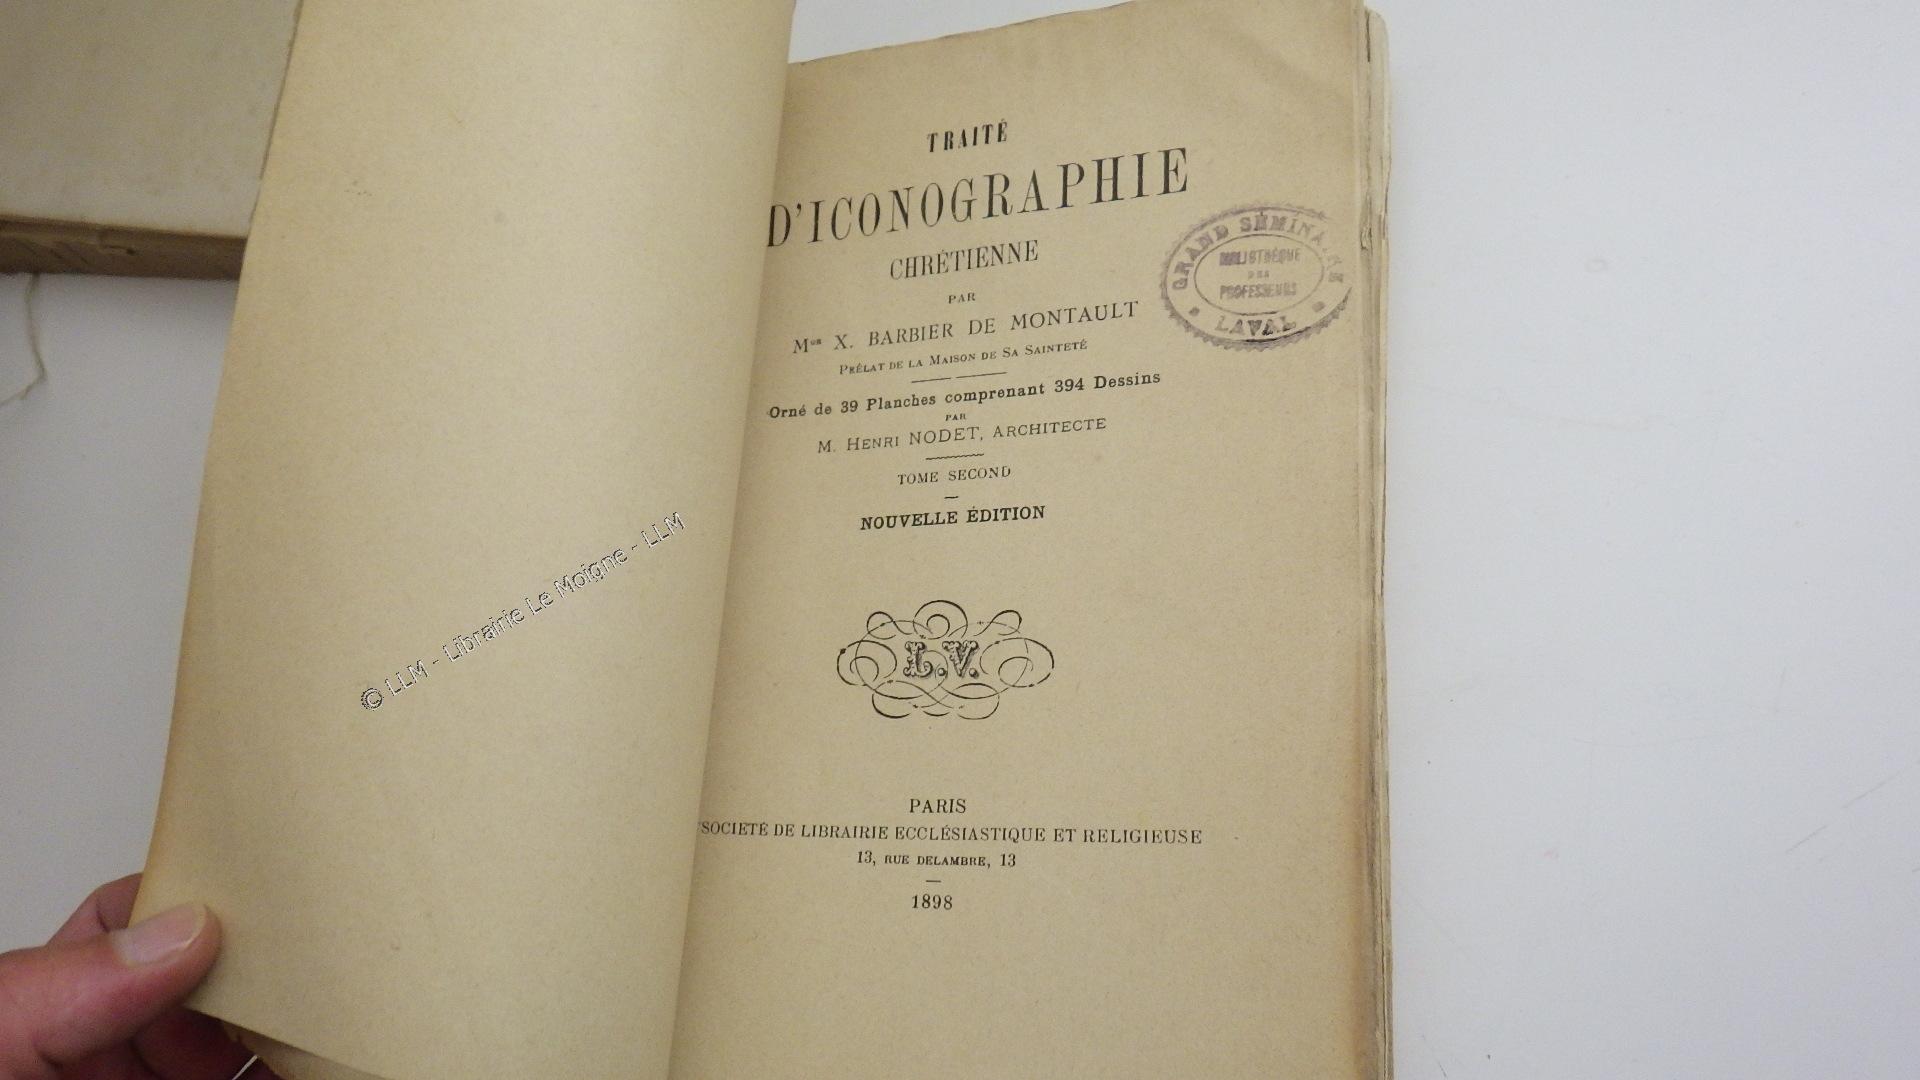 TRAITÉ
D'ICONOGRAPHIE
CHRÉTIENNE
PAR
Mgr X. BARBIER DE MONTAULT
PRÉLAT DE LA MAISON DE SA SAINTETÉ
Orné de 39 Planches comprenant 394 Dessins
PAR
M. HENRI NODET, ARCHITECTE
TOME SECOND
NOUVELLE ÉDITION
L.V.
PARIS
SOCIÉTÉ DE LIBRAIRIE ECCLÉSIASTIQUE ET RELIGIEUSE
13, RUE DELAMBRE, 13
1898
GRAND SÉMINAIRE
BIBLIOTHÈQUE
DES
PROFESSEURS
LAVAL
© LLM - Librairie Le Moigne - LLM